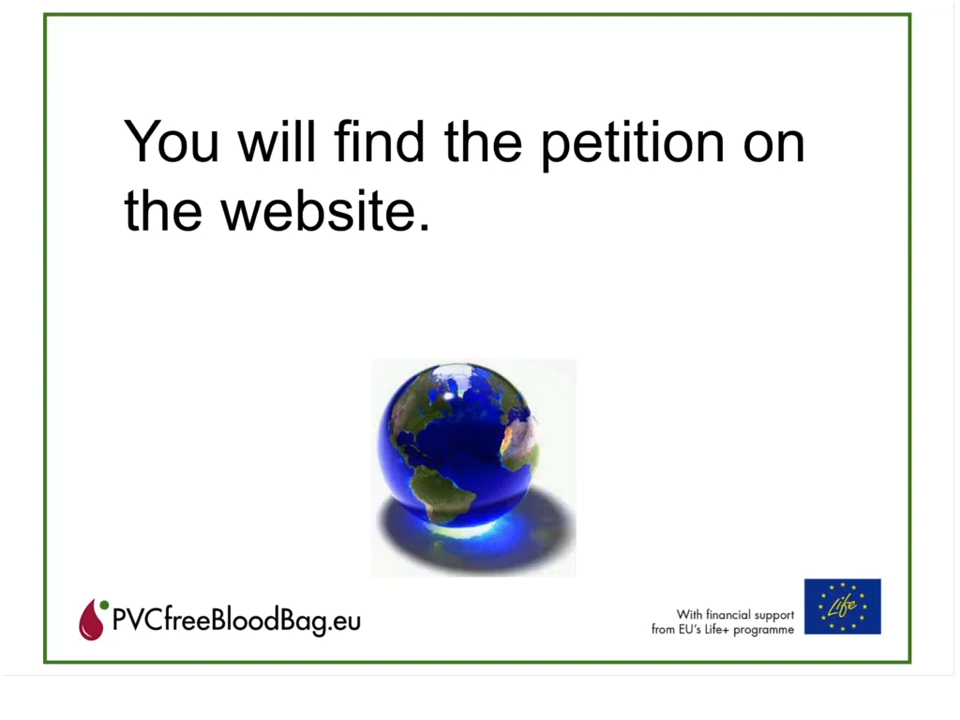 You will find the petition on
the website.
PVCfreeBloodBag.eu
With financial support
from EU's Life+ programme
Life